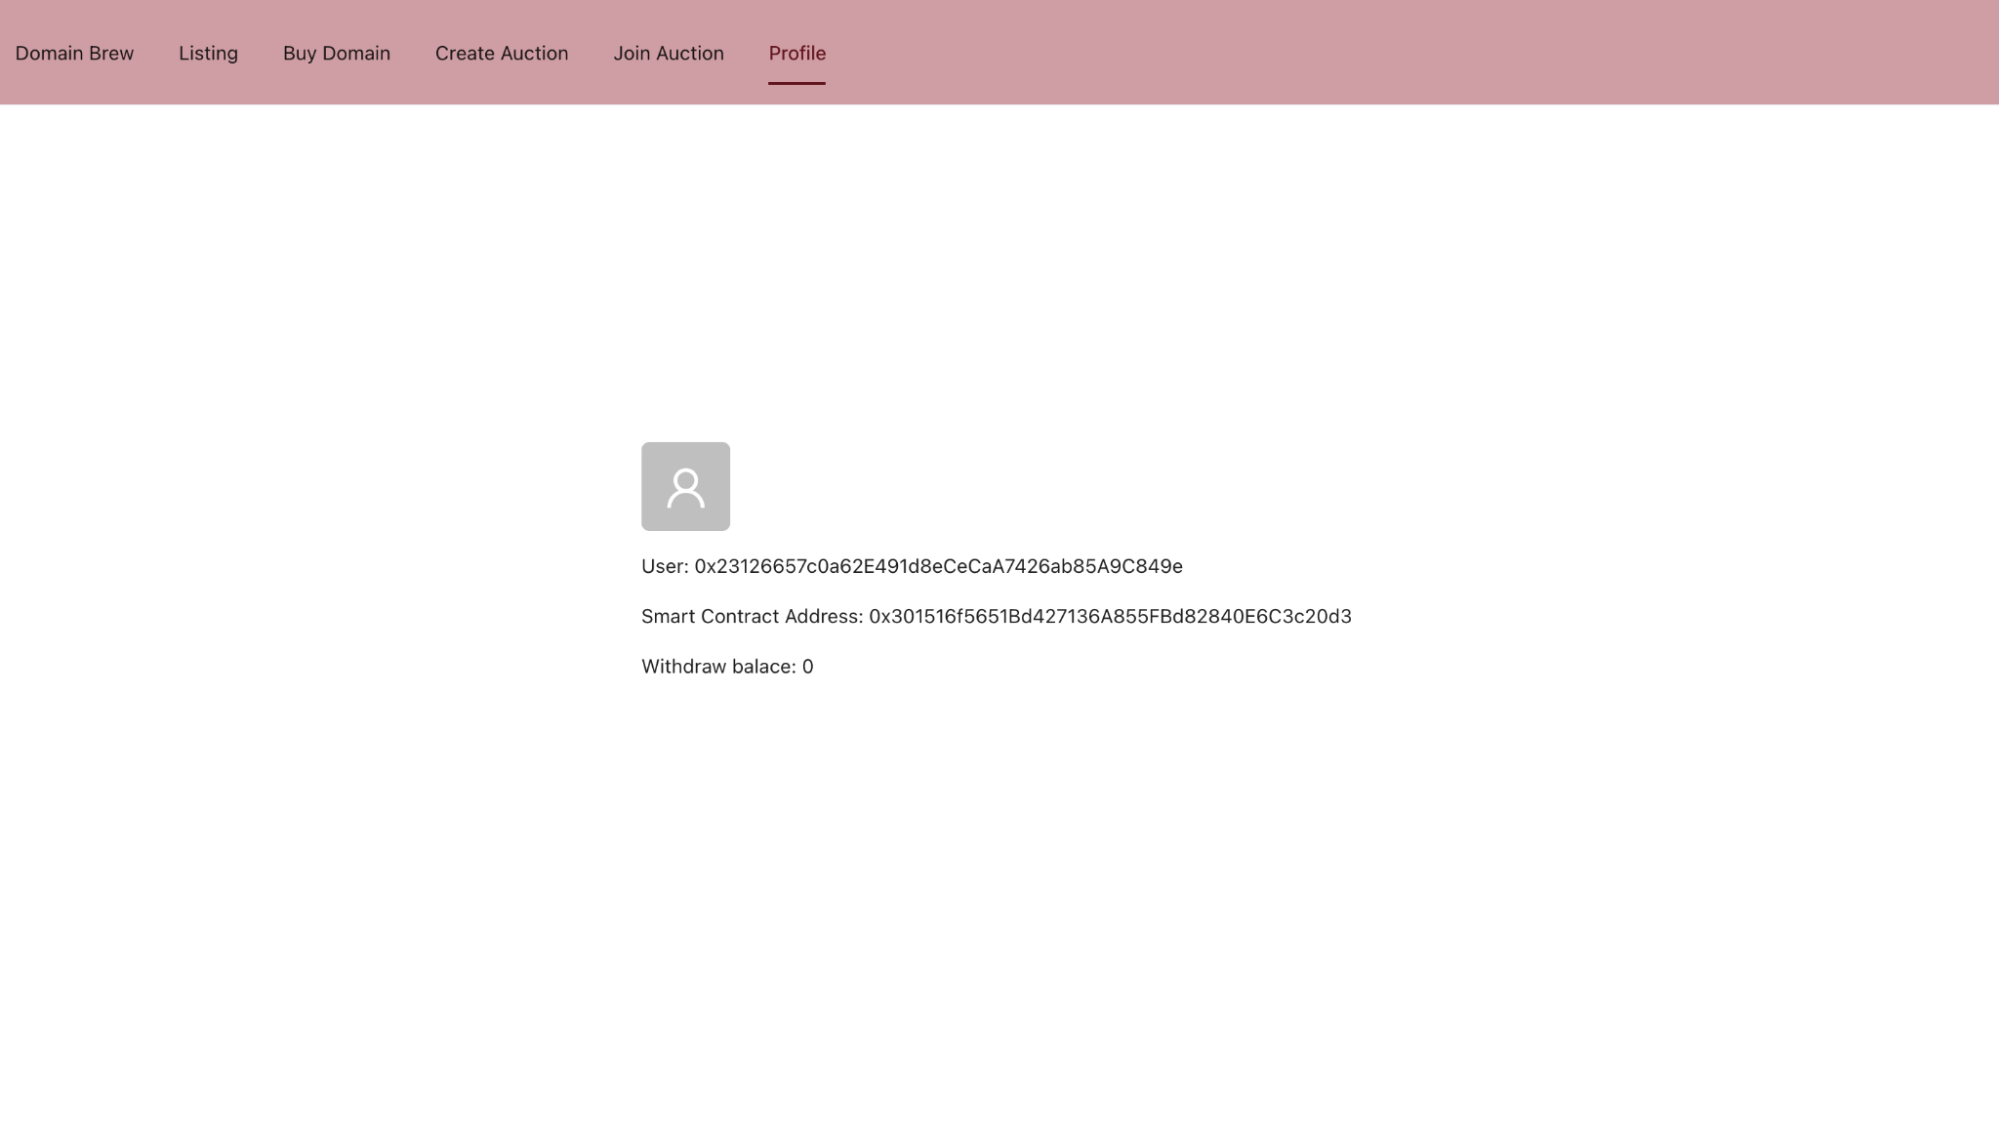 Domain Brew Listing Buy Domain Create Auction Join Auction Profile
User: 0x23126657c0a62E491d8eCeCaA7426ab85A9C849e
Smart Contract Address: 0x301516f5651Bd427136A855FBd82840E6C3c20d3
Withdraw balace: 0